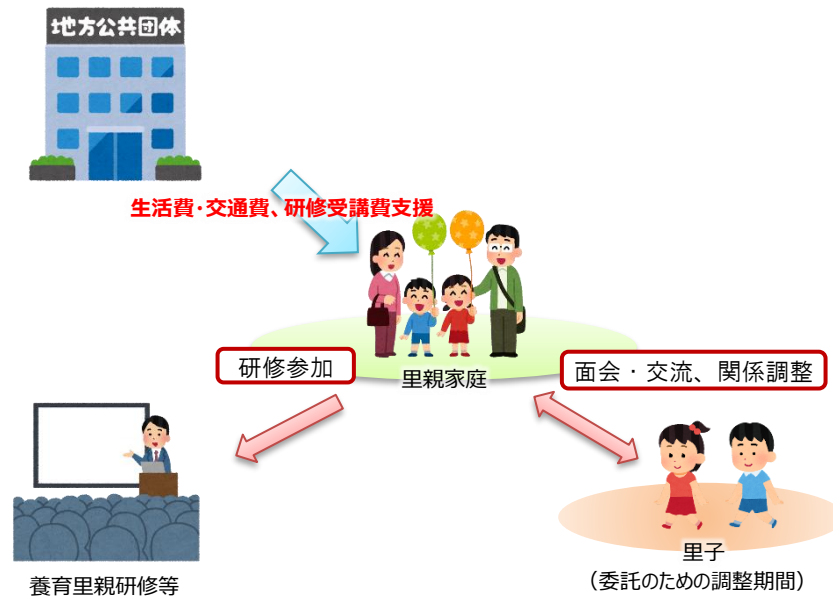 地方公共団体
生活費・交通費、研修受講費支援
研修参加
里親家庭
面会・交流、関係調整
養育里親研修等
里子
（委託のための調整期間）